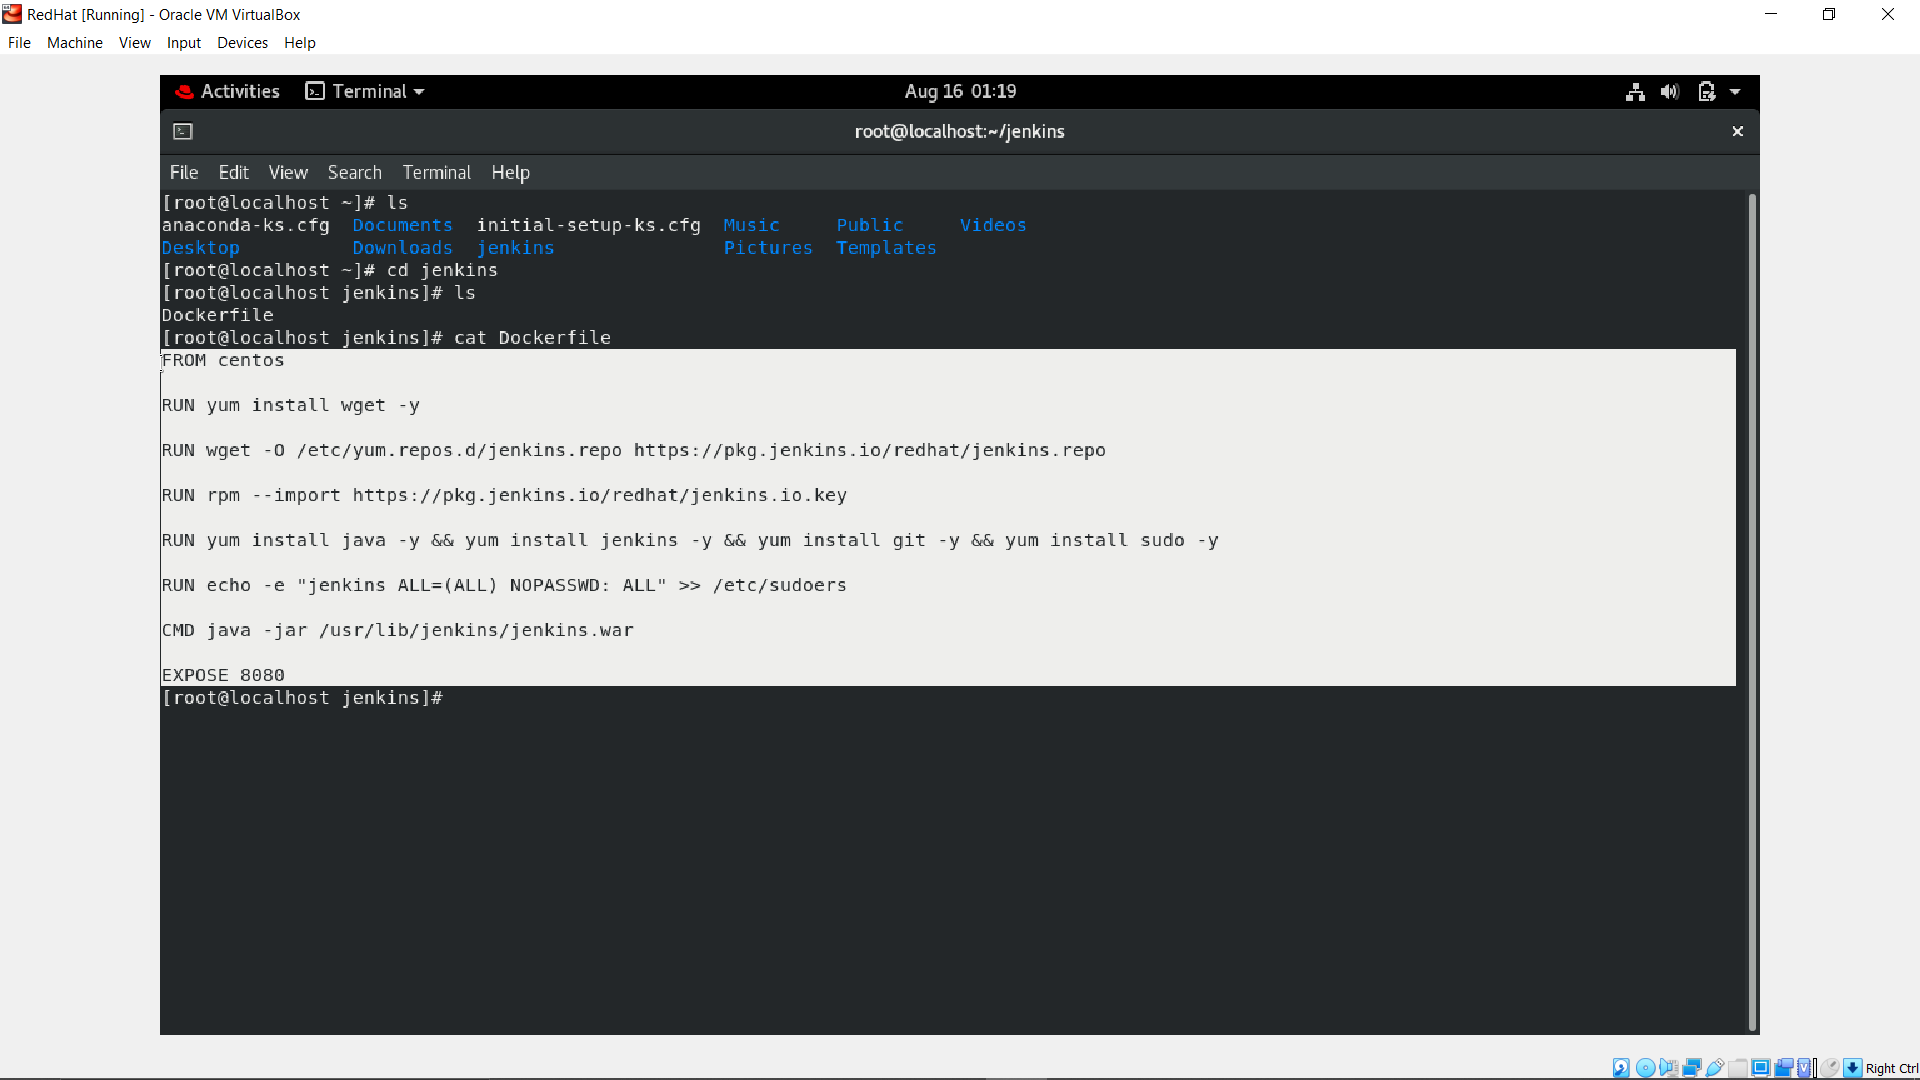 RedHat [Running] - Oracle VM VirtualBox
File Machine View Input Devices Help
Activities Terminal Aug 16 01:19
root@localhost:~/jenkins
File Edit View Search Terminal Help
[root@localhost ~]# ls
anaconda-ks.cfg Documents initial-setup-ks.cfg Music Public Videos
Desktop Downloads jenkins Pictures Templates
[root@localhost ~]# cd jenkins
[root@localhost jenkins]# ls
Dockerfile
[root@localhost jenkins]# cat Dockerfile
FROM centos
RUN yum install wget -y
RUN wget -O /etc/yum.repos.d/jenkins.repo https://pkg.jenkins.io/redhat/jenkins.repo
RUN rpm --import https://pkg.jenkins.io/redhat/jenkins.io.key
RUN yum install java -y && yum install jenkins -y && yum install git -y && yum install sudo -y
RUN echo -e "jenkins ALL=(ALL) NOPASSWD: ALL" >> /etc/sudoers
CMD java -jar /usr/lib/jenkins/jenkins.war
EXPOSE 8080
[root@localhost jenkins]#
Right Ctrl